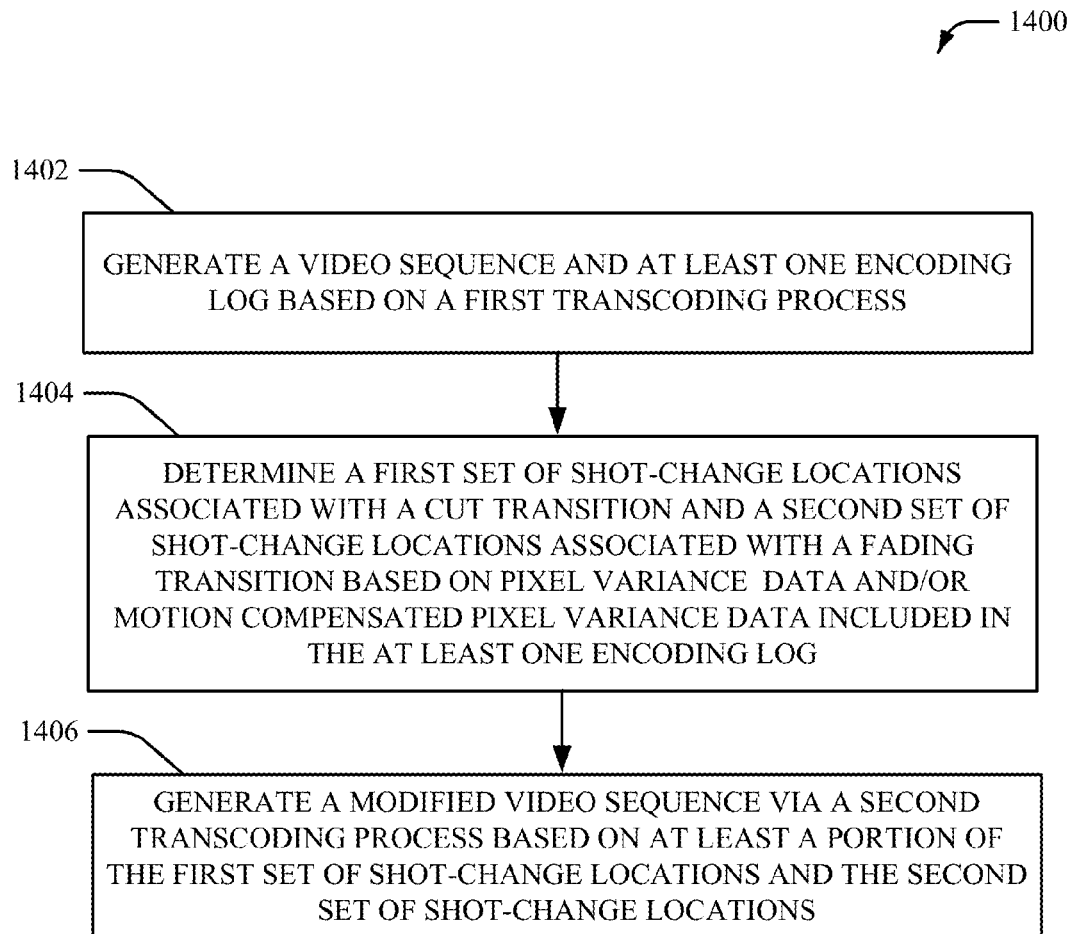 1400
1402
GENERATE A VIDEO SEQUENCE AND AT LEAST ONE ENCODING
LOG BASED ON A FIRST TRANSCODING PROCESS
1404
DETERMINE A FIRST SET OF SHOT-CHANGE LOCATIONS
ASSOCIATED WITH A CUT TRANSITION AND A SECOND SET OF
SHOT-CHANGE LOCATIONS ASSOCIATED WITH A FADING
TRANSITION BASED ON PIXEL VARIANCE DATA AND/OR
MOTION COMPENSATED PIXEL VARIANCE DATA INCLUDED IN
THE AT LEAST ONE ENCODING LOG
1406
GENERATE A MODIFIED VIDEO SEQUENCE VIA A SECOND
TRANSCODING PROCESS BASED ON AT LEAST A PORTION OF
THE FIRST SET OF SHOT-CHANGE LOCATIONS AND THE SECOND
SET OF SHOT-CHANGE LOCATIONS